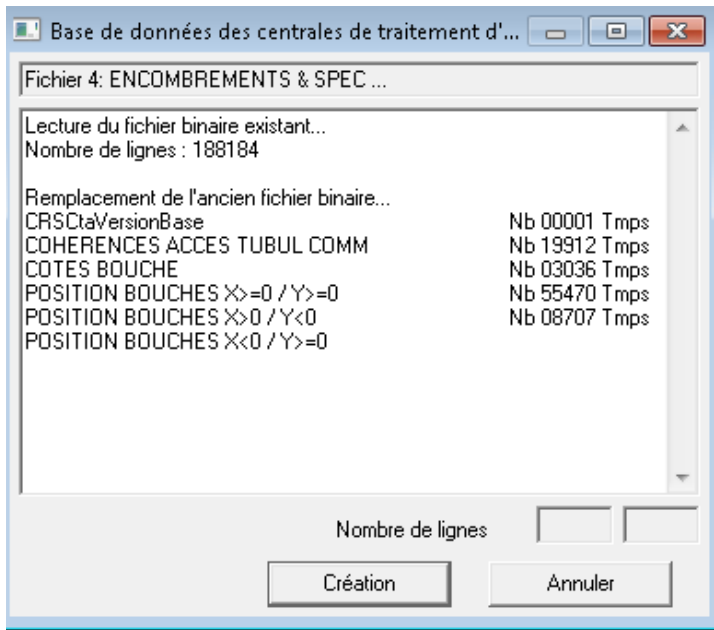 Base de données des centrales de traitement d'...
Fichier 4: ENCOMBREMENTS & SPEC ...
Lecture du fichier binaire existant...
Nombre de lignes : 188184
Remplacement de l'ancien fichier binaire...
CRSCtaVersionBase Nb 00001 Tmps
COHERENCES ACCES TUBUL COMM Nb 19912 Tmps
COTES BOUCHE Nb 03036 Tmps
POSITION BOUCHES X>=0 / Y>=0 Nb 55470 Tmps
POSITION BOUCHES X>0 / Y<0 Nb 08707 Tmps
POSITION BOUCHES X<0 / Y>=0
Nombre de lignes
Création Annuler